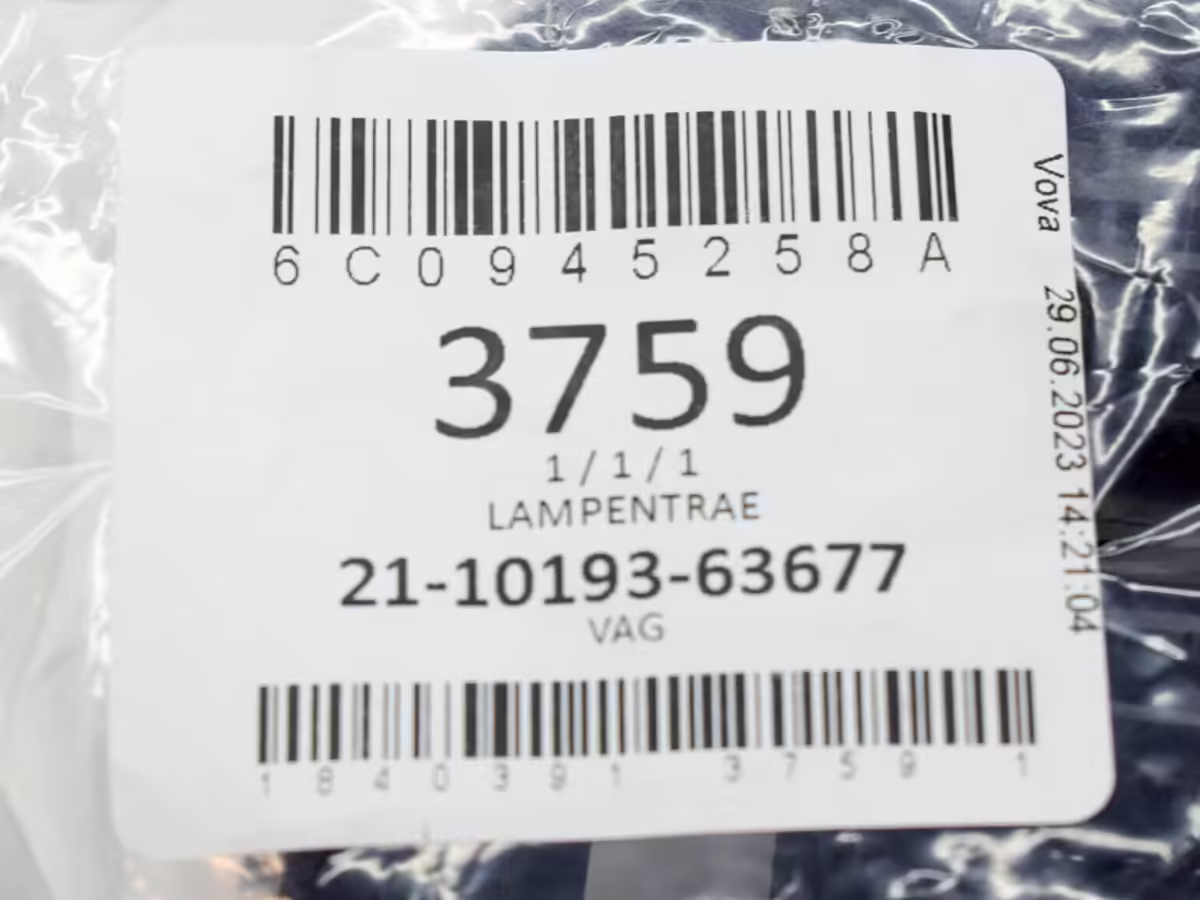 6C0945258A
3759
1 / 1 / 1
LAMPENTRAE
21-10193-63677
VAG
1840391 3759 1
Vova 29.06.2023 14:21:04